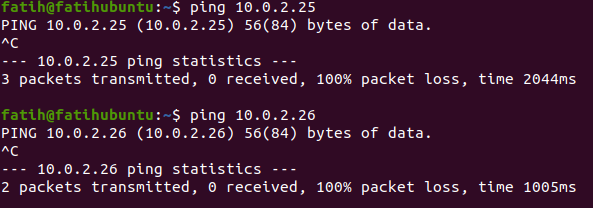 fatih@fatihubuntu:~$ ping 10.0.2.25
PING 10.0.2.25 (10.0.2.25) 56(84) bytes of data.
^C
--- 10.0.2.25 ping statistics ---
3 packets transmitted, 0 received, 100% packet loss, time 2044ms
fatih@fatihubuntu:~$ ping 10.0.2.26
PING 10.0.2.26 (10.0.2.26) 56(84) bytes of data.
^C
--- 10.0.2.26 ping statistics ---
2 packets transmitted, 0 received, 100% packet loss, time 1005ms